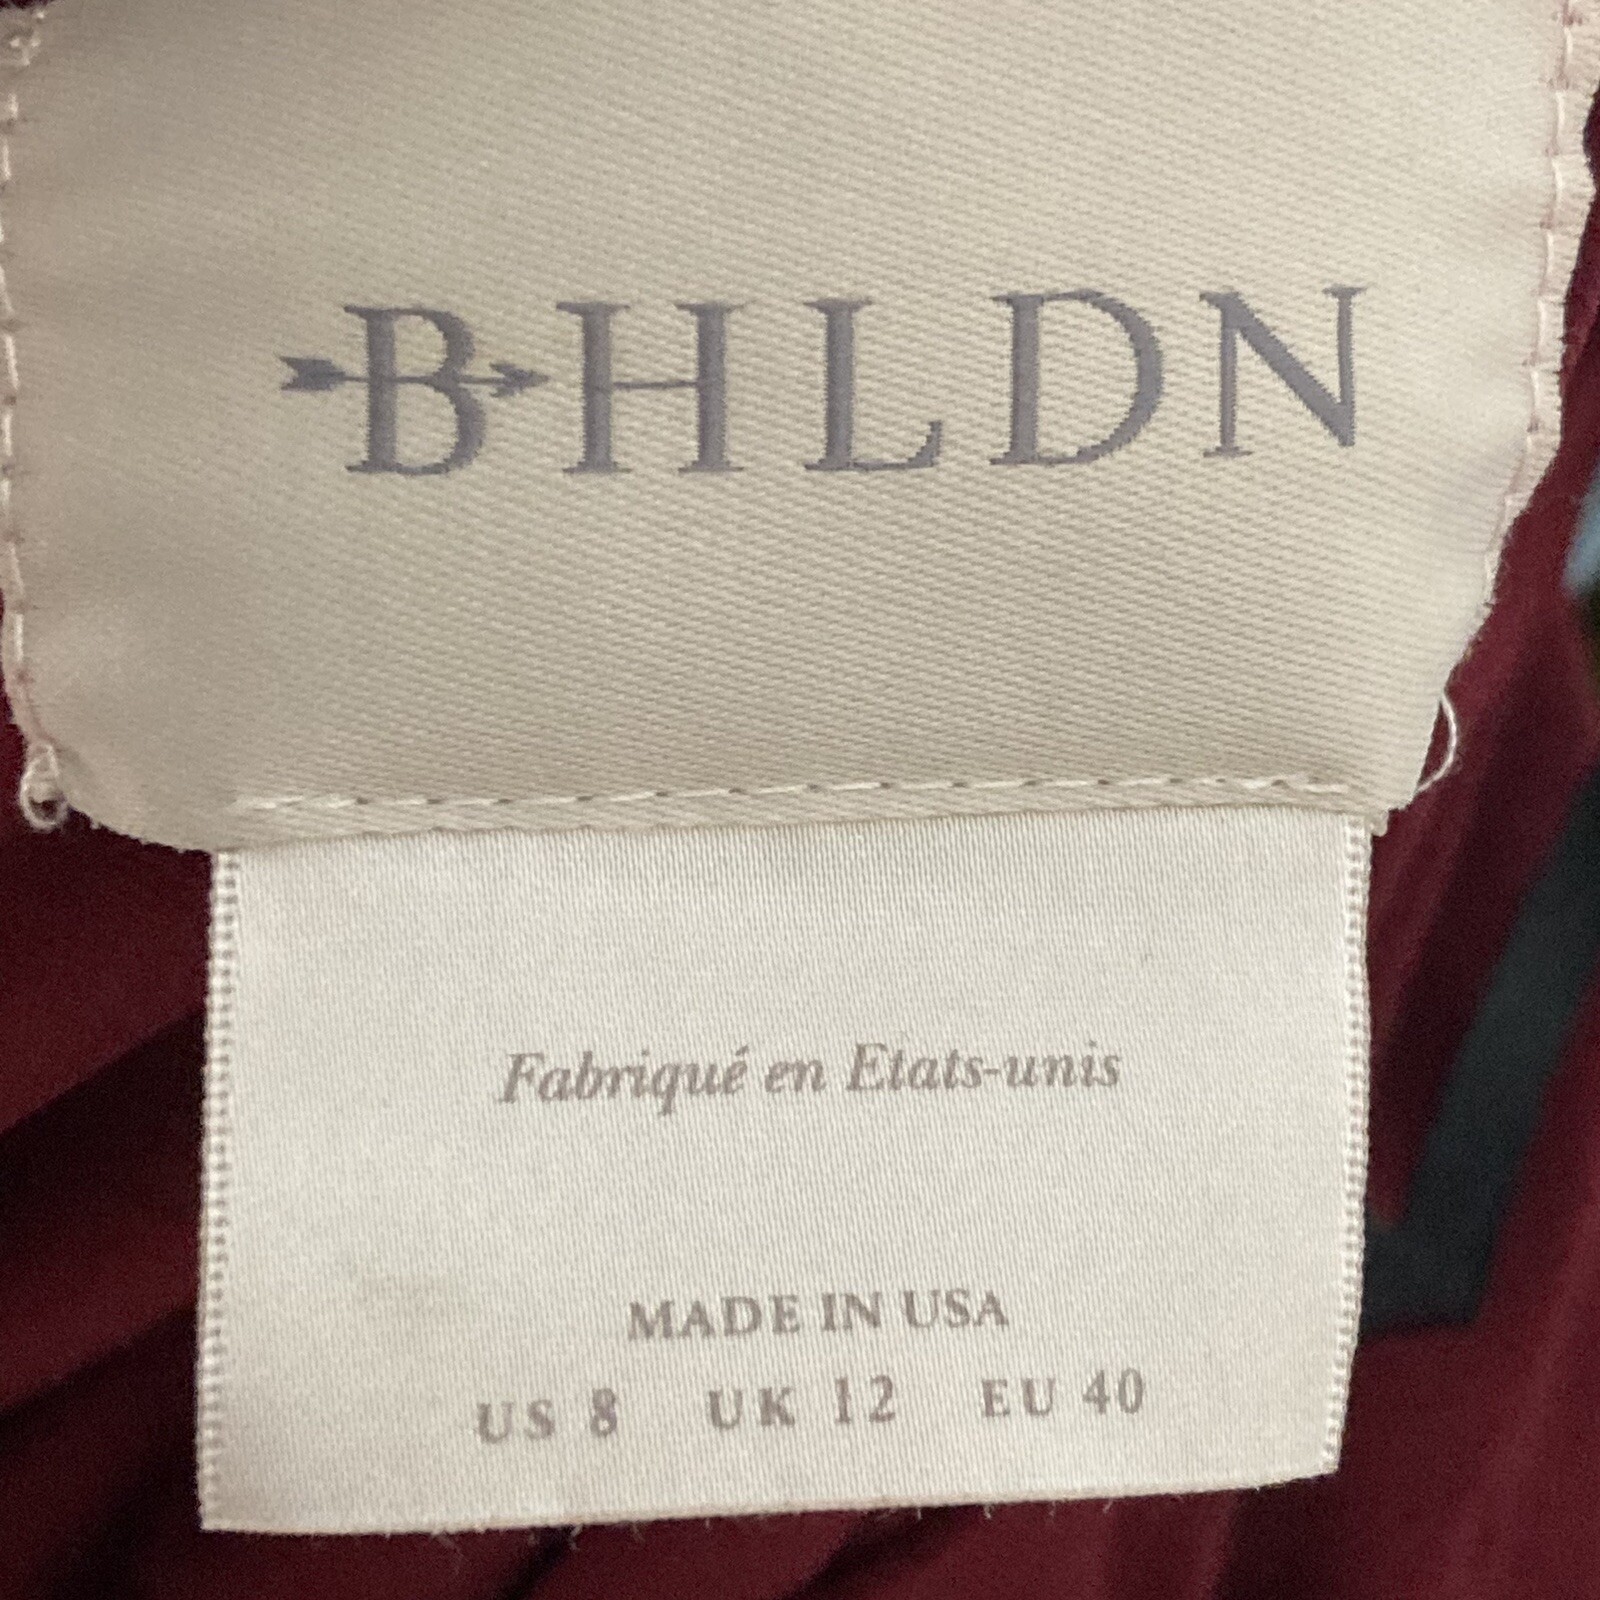 BHLDN
Fabriqué en Etats-unis
MADE IN USA
US 8 UK 12 EU 40